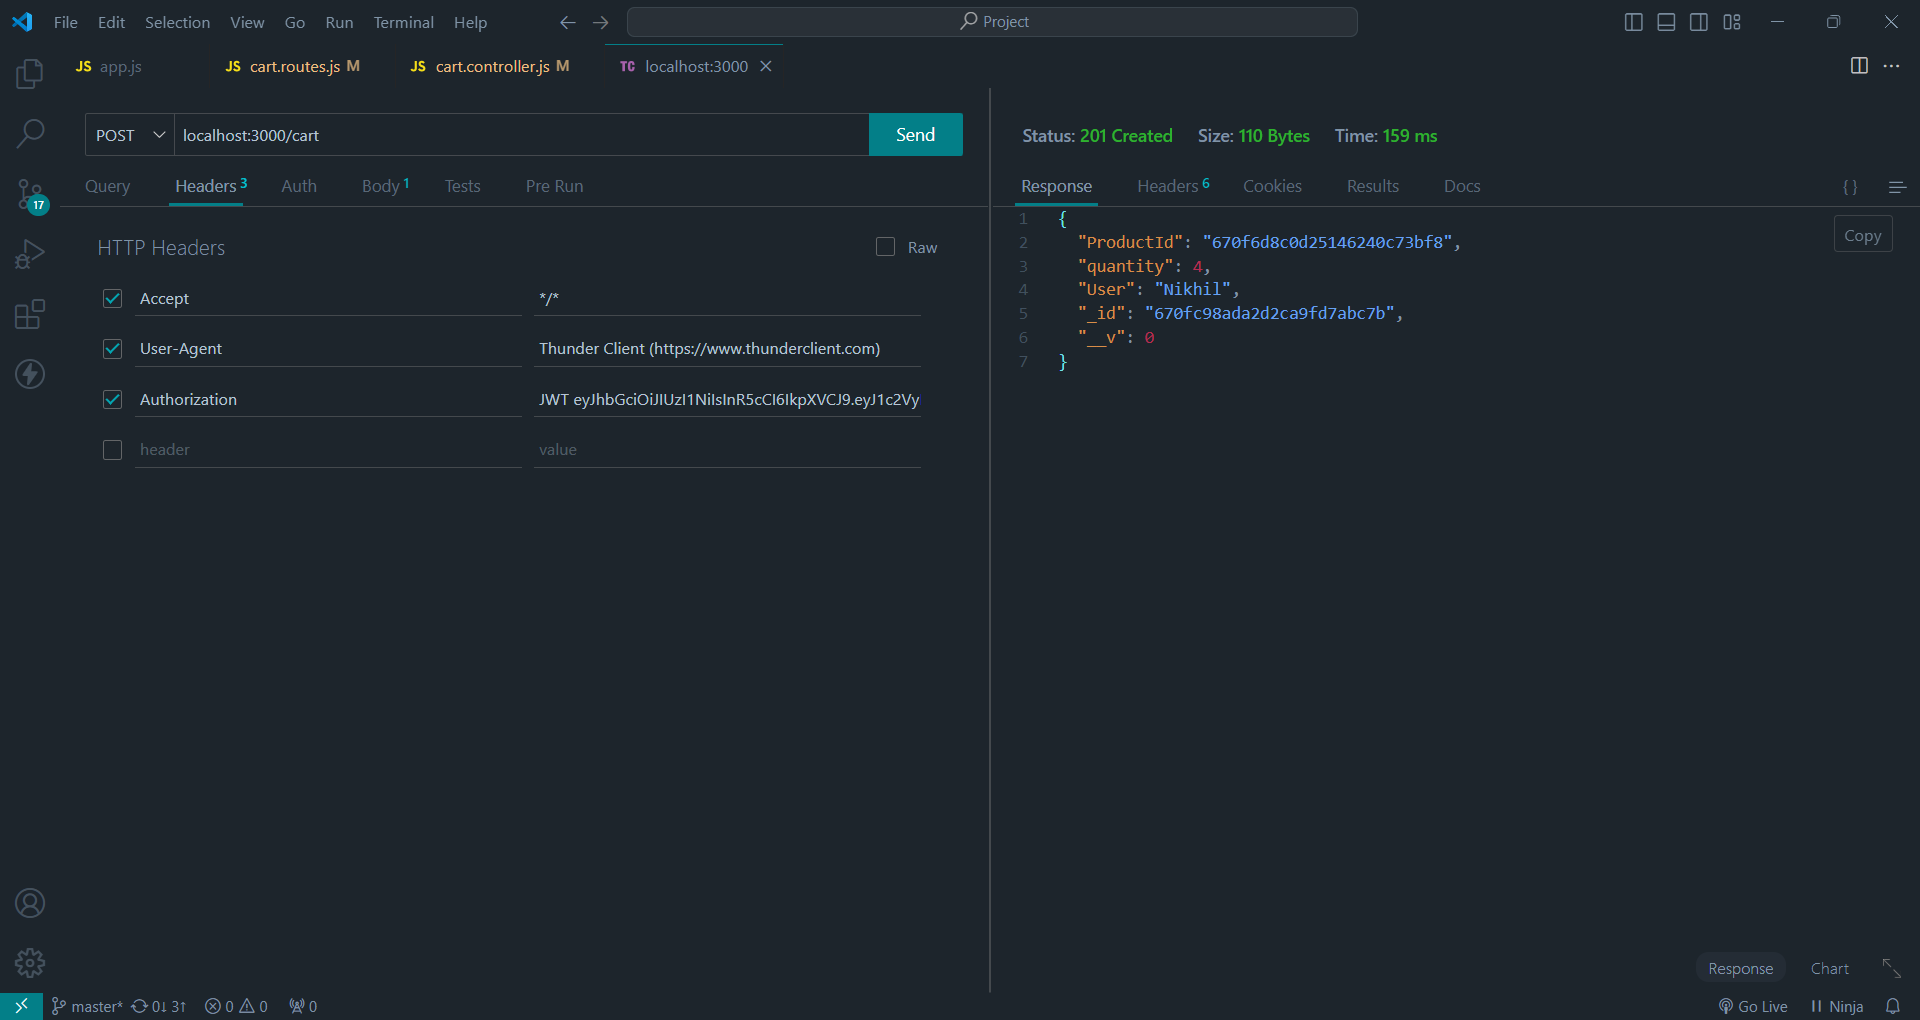 File Edit Selection View Go Run Terminal Help
Project
JS app.js
JS cart.routes.js M
JS cart.controller.js M
TC localhost:3000
POST localhost:3000/cart Send
Query Headers 3 Auth Body 1 Tests Pre Run
HTTP Headers
Raw
Accept */*
User-Agent Thunder Client (https://www.thunderclient.com)
Authorization JWT eyJhbGciOiJIUzI1NiIsInR5cCI6IkpXVCJ9.eyJ1c2Vy
header value
17
Status: 201 Created Size: 110 Bytes Time: 159 ms
Response Headers 6 Cookies Results Docs
{ }
Copy
1 {
2 "ProductId": "670f6d8c0d25146240c73bf8",
3 "quantity": 4,
4 "User": "Nikhil",
5 "_id": "670fc98ada2d2ca9fd7abc7b",
6 "__v": 0
7 }
Response Chart
master* 0↓ 3↑ 0 0 0
Go Live Ninja